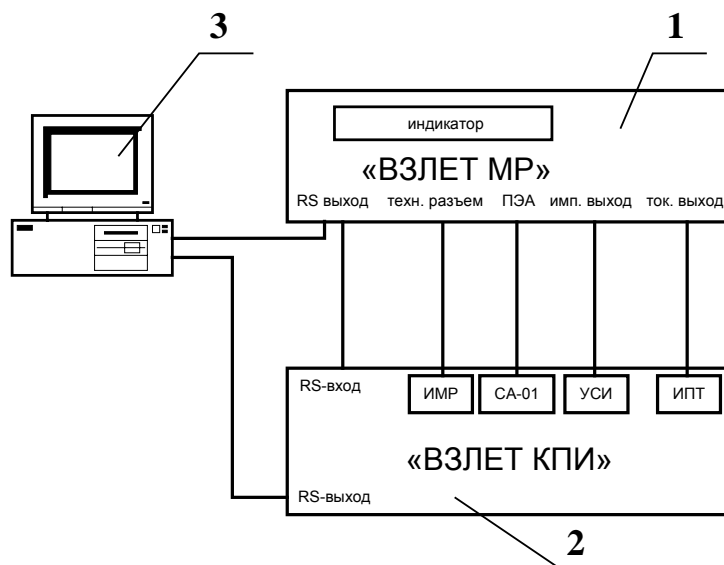 3
1
индикатор
«ВЗЛЕТ МР»
RS выход техн. разъем ПЭА имп. выход ток. выход
RS-вход
ИМР СА-01 УСИ ИПТ
«ВЗЛЕТ КПИ»
RS-выход
2